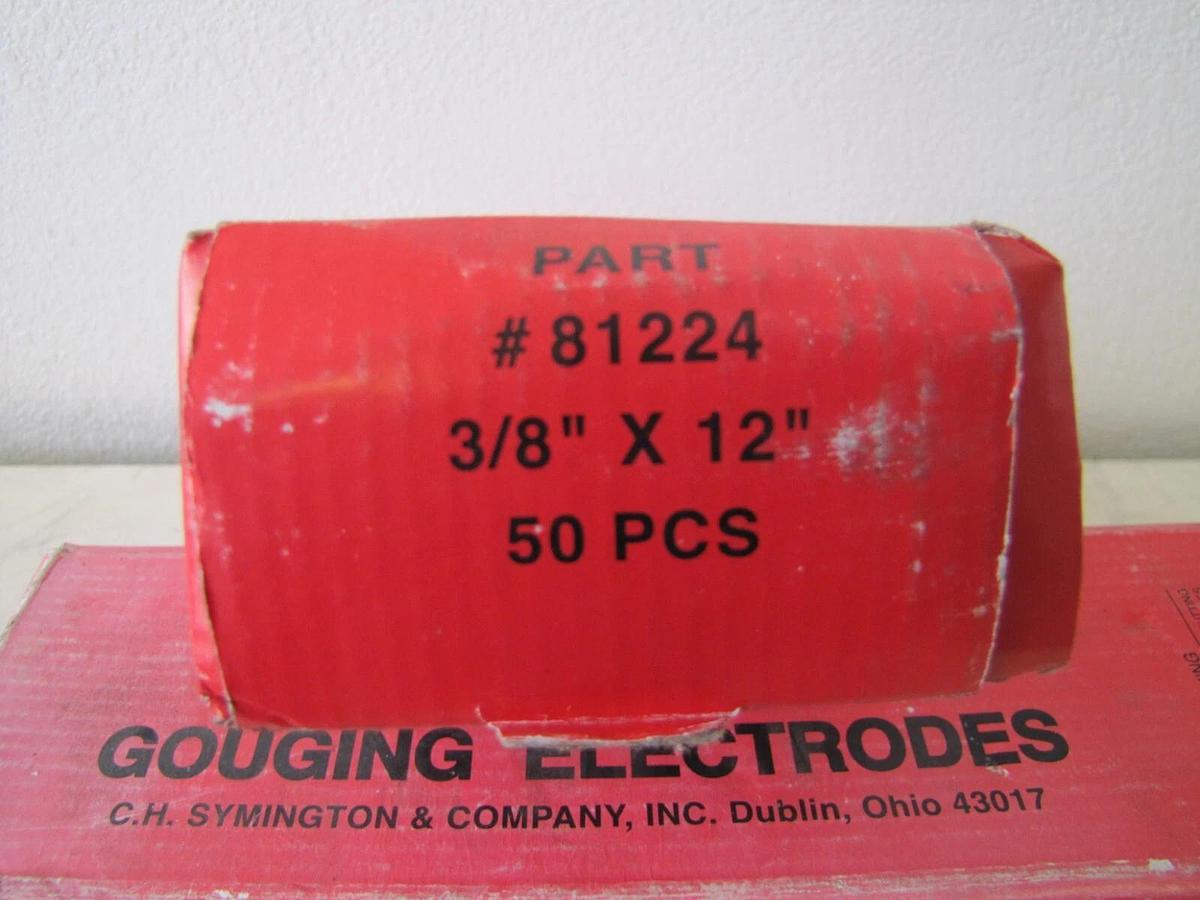 PART
# 81224
3/8" X 12"
50 PCS
GOUGING ELECTRODES
C.H. SYMINGTON & COMPANY, INC. Dublin, Ohio 43017